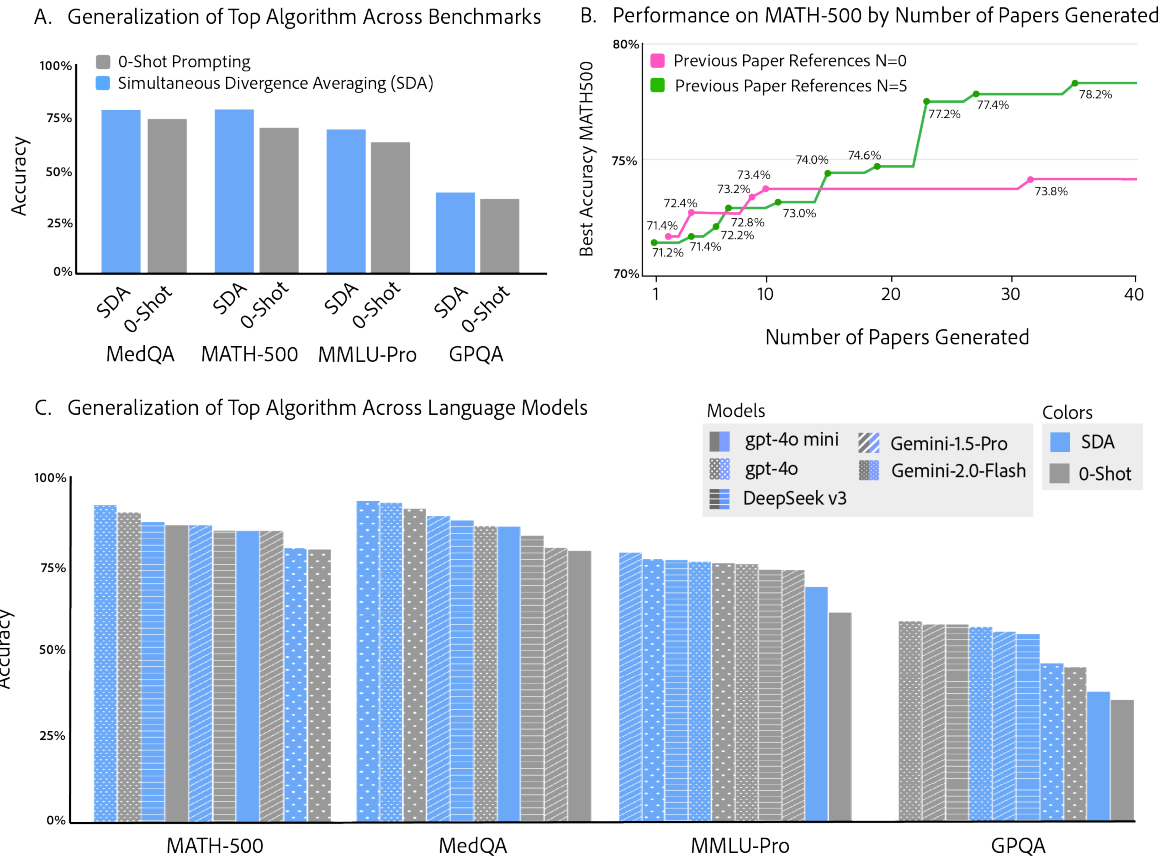 A. Generalization of Top Algorithm Across Benchmarks
0-Shot Prompting
Simultaneous Divergence Averaging (SDA)
100%
75%
50%
25%
0%
Accuracy
SDA
0-Shot
SDA
0-Shot
SDA
0-Shot
SDA
0-Shot
MedQA
MATH-500
MMLU-Pro
GPQA
B. Performance on MATH-500 by Number of Papers Generated
Previous Paper References N=0
Previous Paper References N=5
80%
75%
70%
Best Accuracy MATH500
71.4%
71.2%
72.4%
71.4%
72.2%
73.2%
72.8%
73.4%
73.0%
74.0%
74.6%
77.2%
77.4%
73.8%
78.2%
1
10
20
30
40
Number of Papers Generated
C. Generalization of Top Algorithm Across Language Models
Models
gpt-4o mini
gpt-4o
DeepSeek v3
Gemini-1.5-Pro
Gemini-2.0-Flash
Colors
SDA
0-Shot
100%
75%
50%
25%
0%
Accuracy
MATH-500
MedQA
MMLU-Pro
GPQA